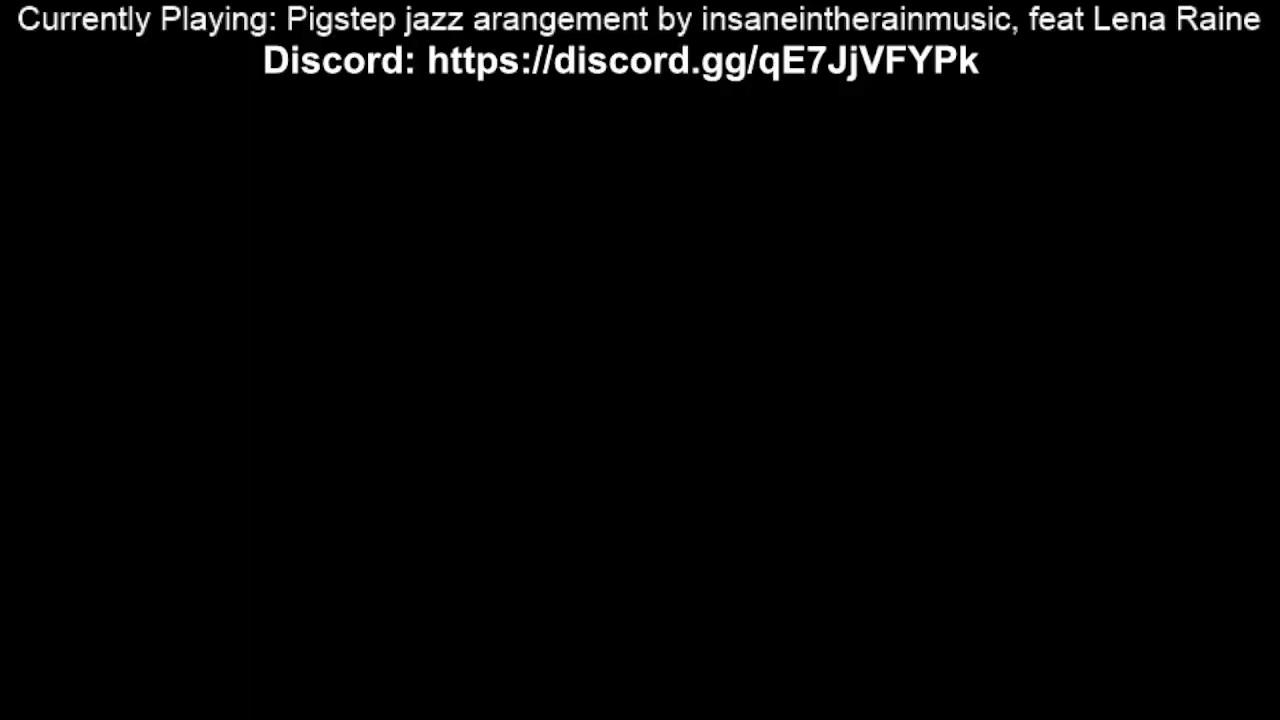 Currently Playing: Pigstep jazz arangement by insaneintherainmusic, feat Lena Raine
Discord: https://discord.gg/qE7JjVFYPk